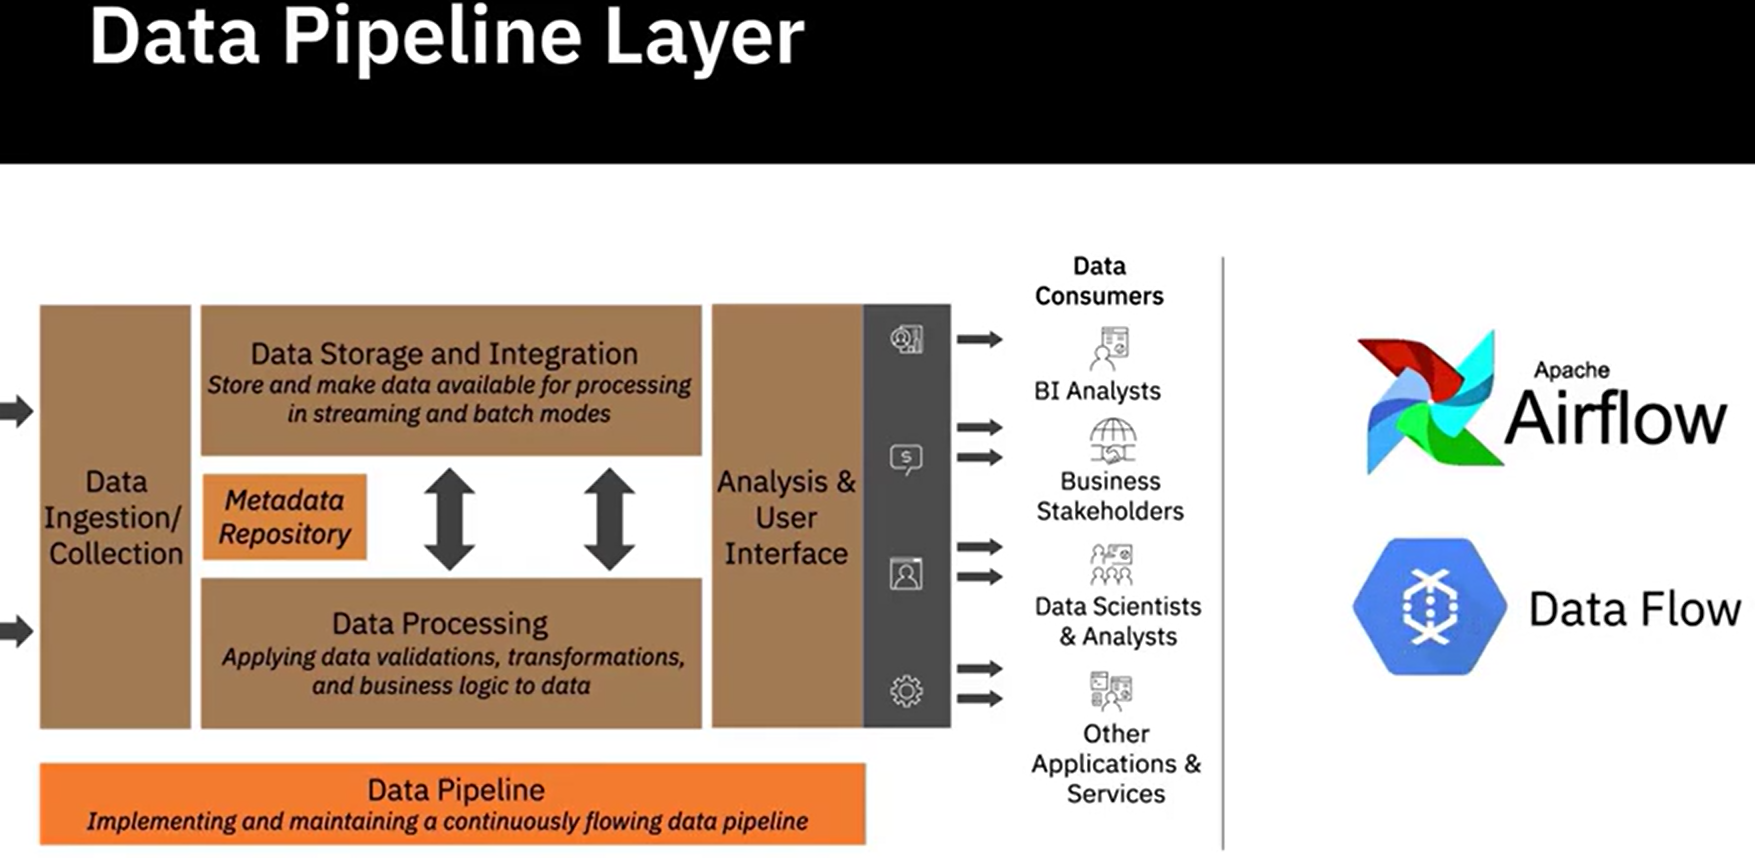 Data Pipeline Layer
Data
Ingestion/
Collection
Data Storage and Integration
Store and make data available for processing
in streaming and batch modes
Metadata
Repository
Data Processing
Applying data validations, transformations,
and business logic to data
Analysis &
User
Interface
$
Data
Consumers
BI Analysts
Business
Stakeholders
Data Scientists
& Analysts
Other
Applications &
Services
Data Pipeline
Implementing and maintaining a continuously flowing data pipeline
Apache
Airflow
Data Flow